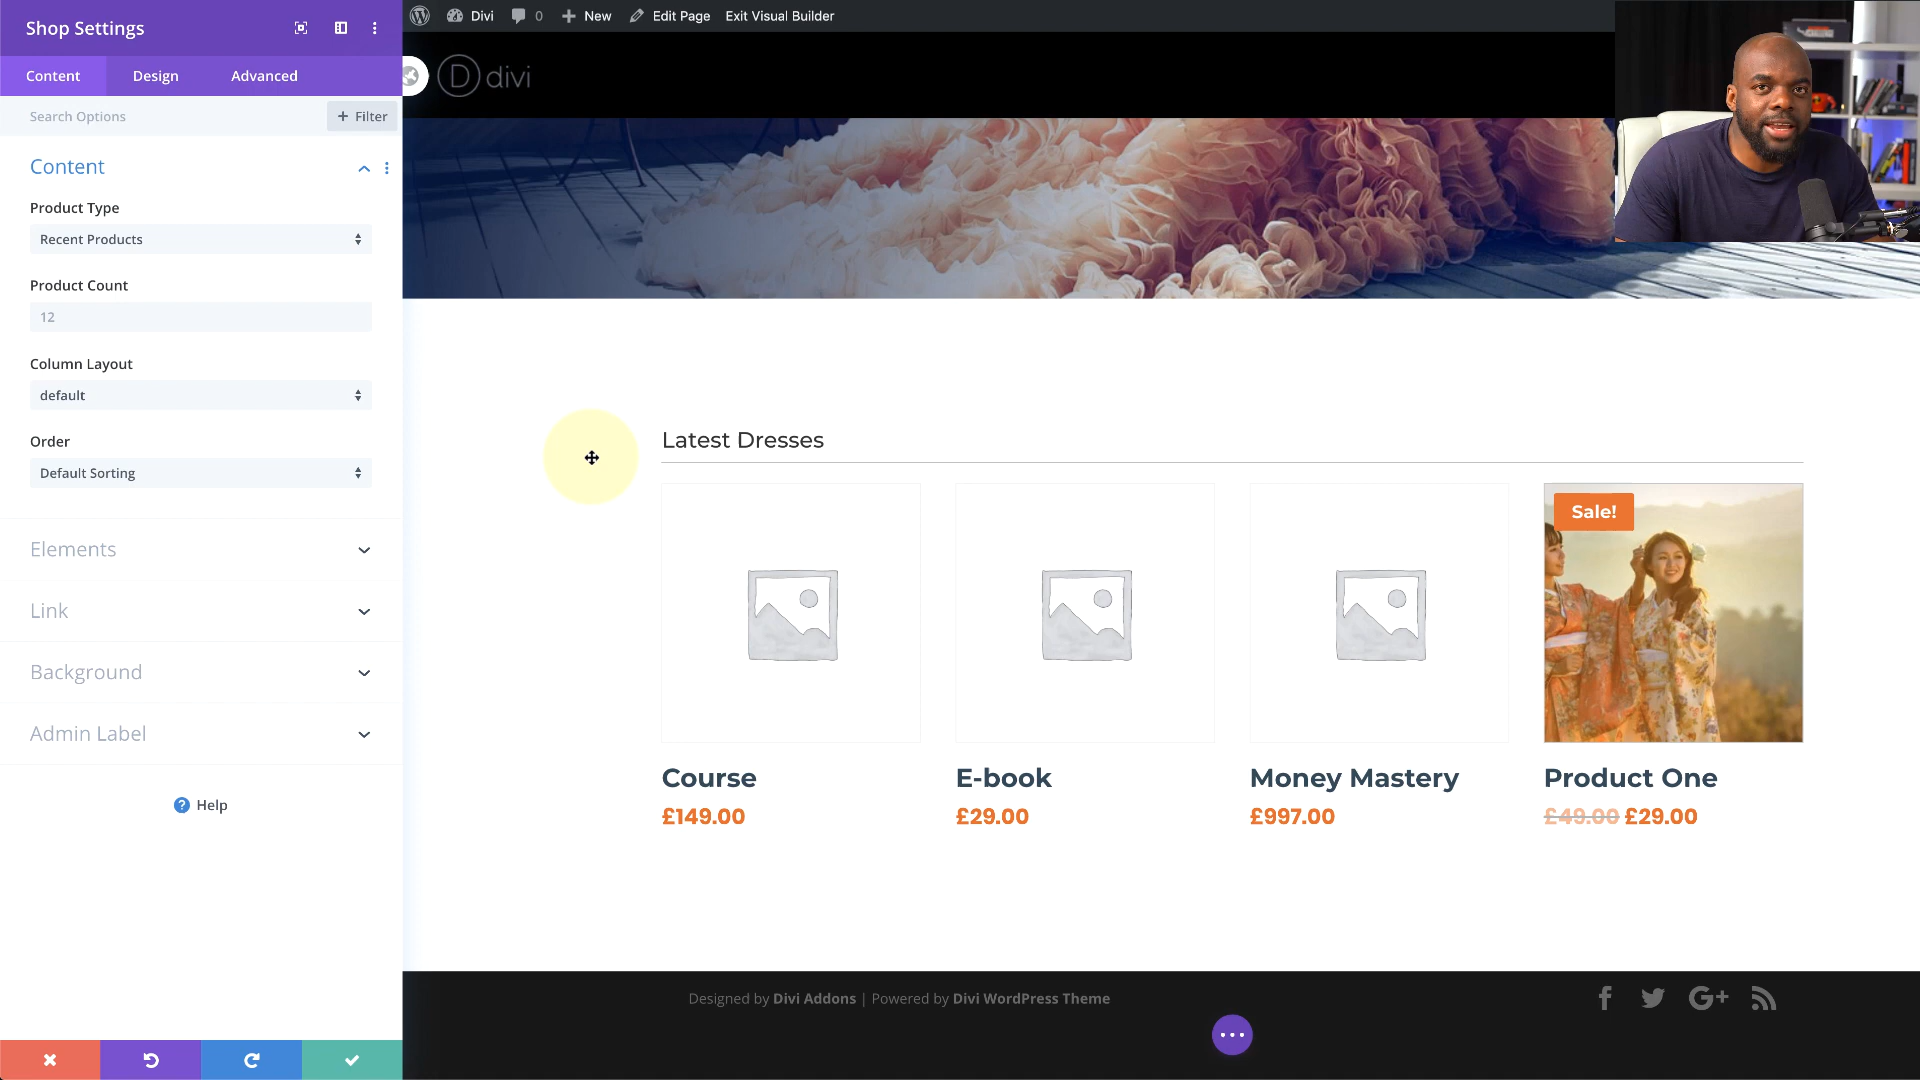 Shop Settings
Content Design Advanced
Search Options
+ Filter
Content
Product Type
Recent Products
Product Count
12
Column Layout
default
Order
Default Sorting
Elements
Link
Background
Admin Label
? Help
Divi 0 New Edit Page Exit Visual Builder
D divi
Latest Dresses
Sale!
Course
£149.00
E-book
£29.00
Money Mastery
£997.00
Product One
£49.00 £29.00
Designed by Divi Addons | Powered by Divi WordPress Theme